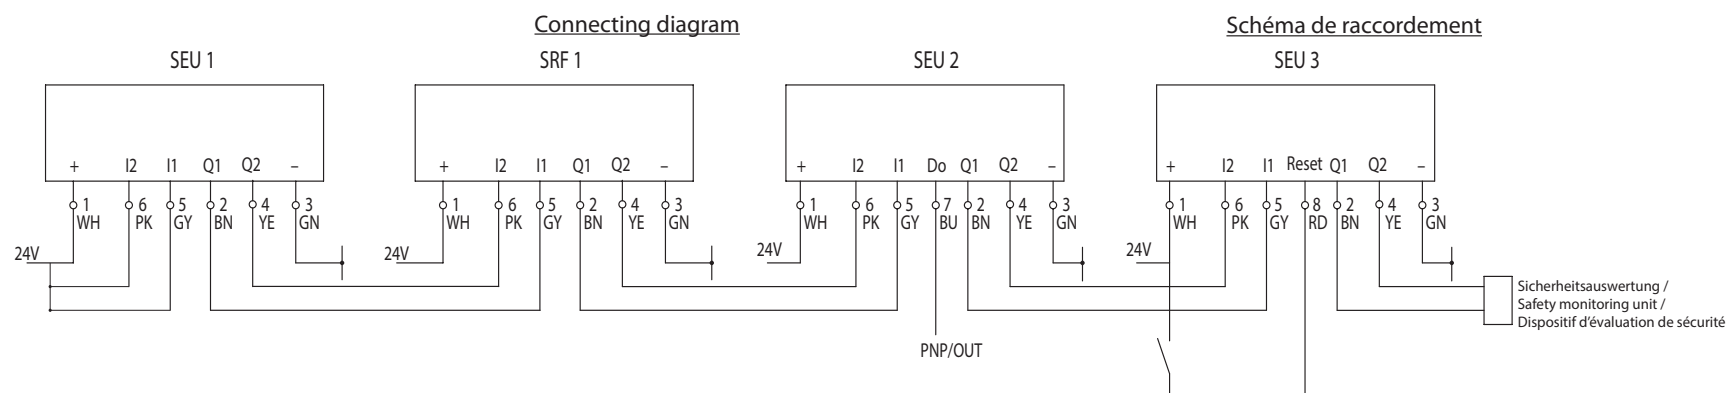 Connecting diagram
Schéma de raccordement
SEU 1
SRF 1
SEU 2
SEU 3
+ I2 I1 Q1 Q2 –
+ I2 I1 Q1 Q2 –
+ I2 I1 Do Q1 Q2 –
+ I2 I1 Reset Q1 Q2 –
1 6 5 2 4 3
1 6 5 2 4 3
1 6 5 7 2 4 3
1 6 5 8 2 4 3
WH PK GY BN YE GN
WH PK GY BN YE GN
WH PK GY BU BN YE GN
WH PK GY RD BN YE GN
24V
24V
24V
24V
Sicherheitsauswertung /
Safety monitoring unit /
Dispositif d'évaluation de sécurité
PNP/OUT